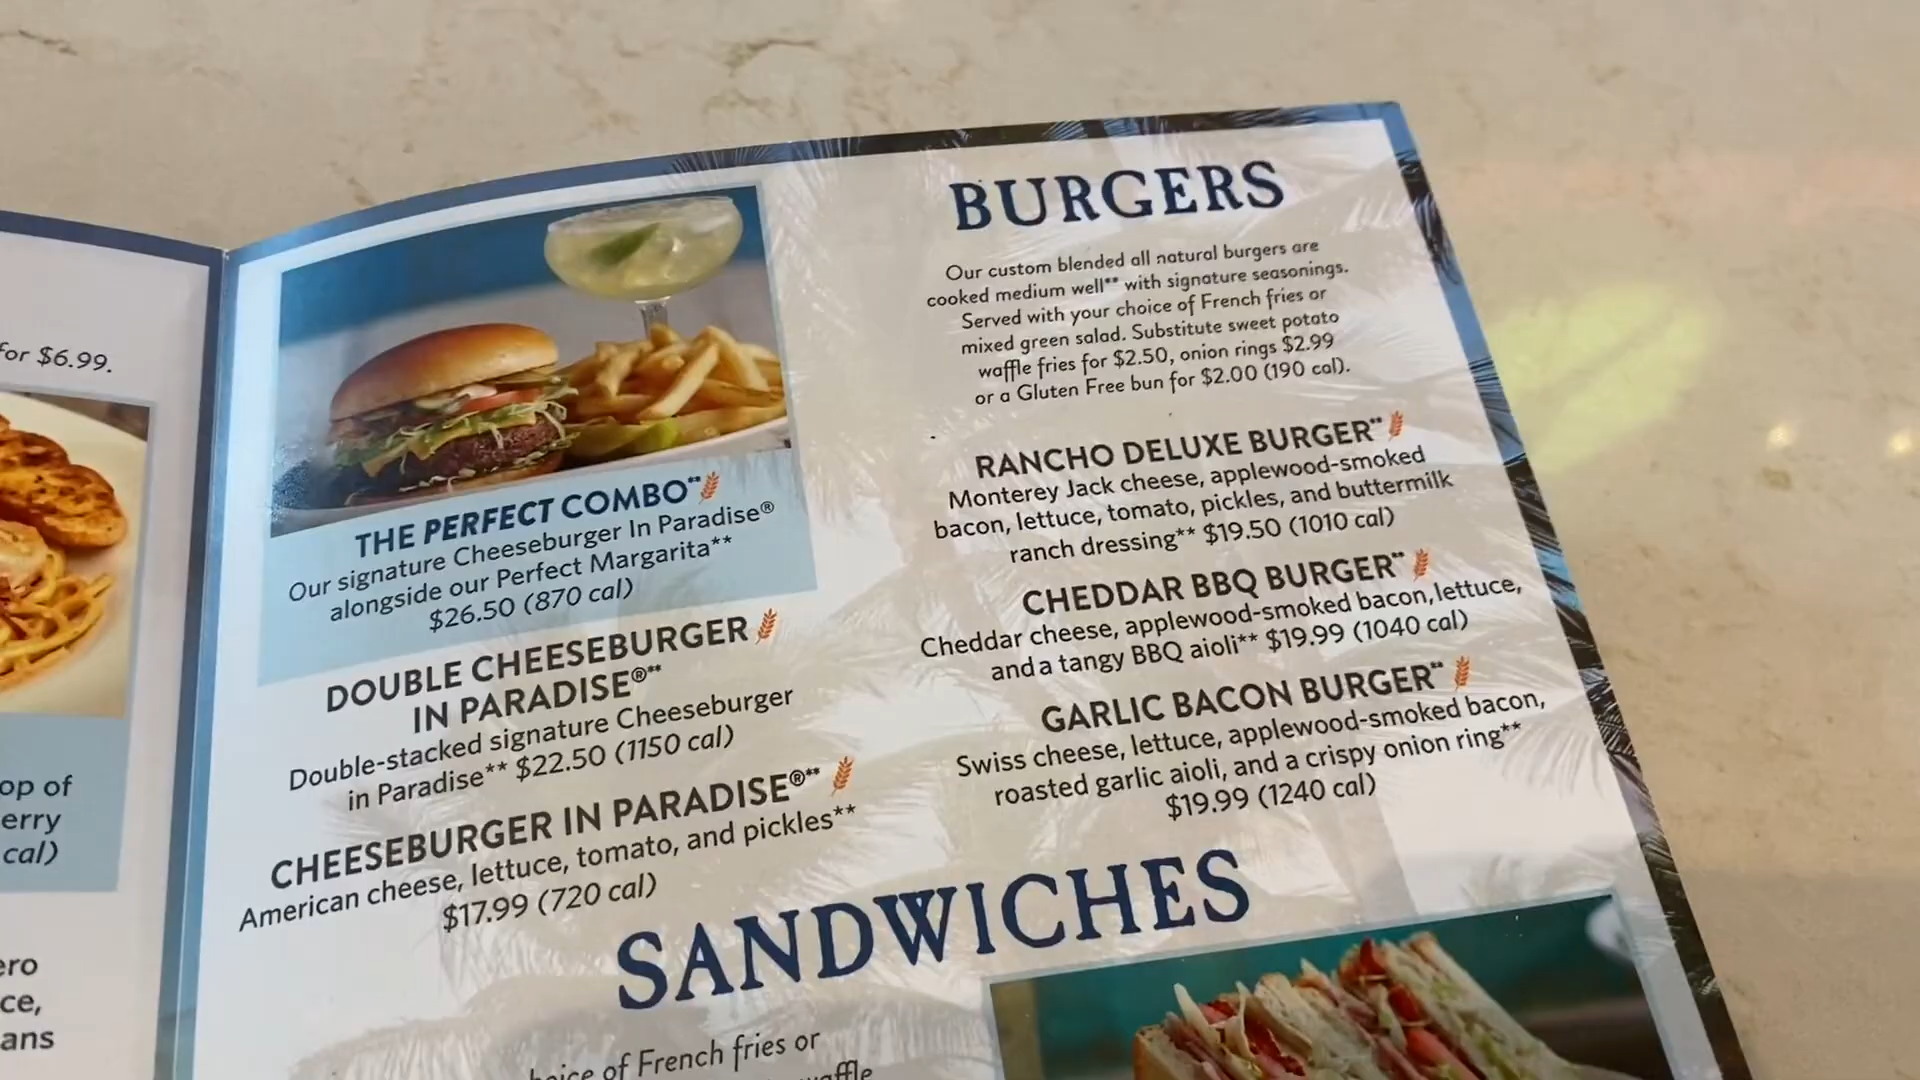 for $6.99.
op of
erry
cal)
ero
ce,
ans
THE PERFECT COMBO**
Our signature Cheeseburger In Paradise®
alongside our Perfect Margarita**
$26.50 (870 cal)
DOUBLE CHEESEBURGER
IN PARADISE®**
Double-stacked signature Cheeseburger
in Paradise** $22.50 (1150 cal)
CHEESEBURGER IN PARADISE®**
American cheese, lettuce, tomato, and pickles**
$17.99 (720 cal)
BURGERS
Our custom blended all natural burgers are
cooked medium well** with signature seasonings.
Served with your choice of French fries or
mixed green salad. Substitute sweet potato
waffle fries for $2.50, onion rings $2.99
or a Gluten Free bun for $2.00 (190 cal).
RANCHO DELUXE BURGER**
Monterey Jack cheese, applewood-smoked
bacon, lettuce, tomato, pickles, and buttermilk
ranch dressing** $19.50 (1010 cal)
CHEDDAR BBQ BURGER**
Cheddar cheese, applewood-smoked bacon, lettuce,
and a tangy BBQ aioli** $19.99 (1040 cal)
GARLIC BACON BURGER**
Swiss cheese, lettuce, applewood-smoked bacon,
roasted garlic aioli, and a crispy onion ring**
$19.99 (1240 cal)
SANDWICHES
of French fries or
waffle